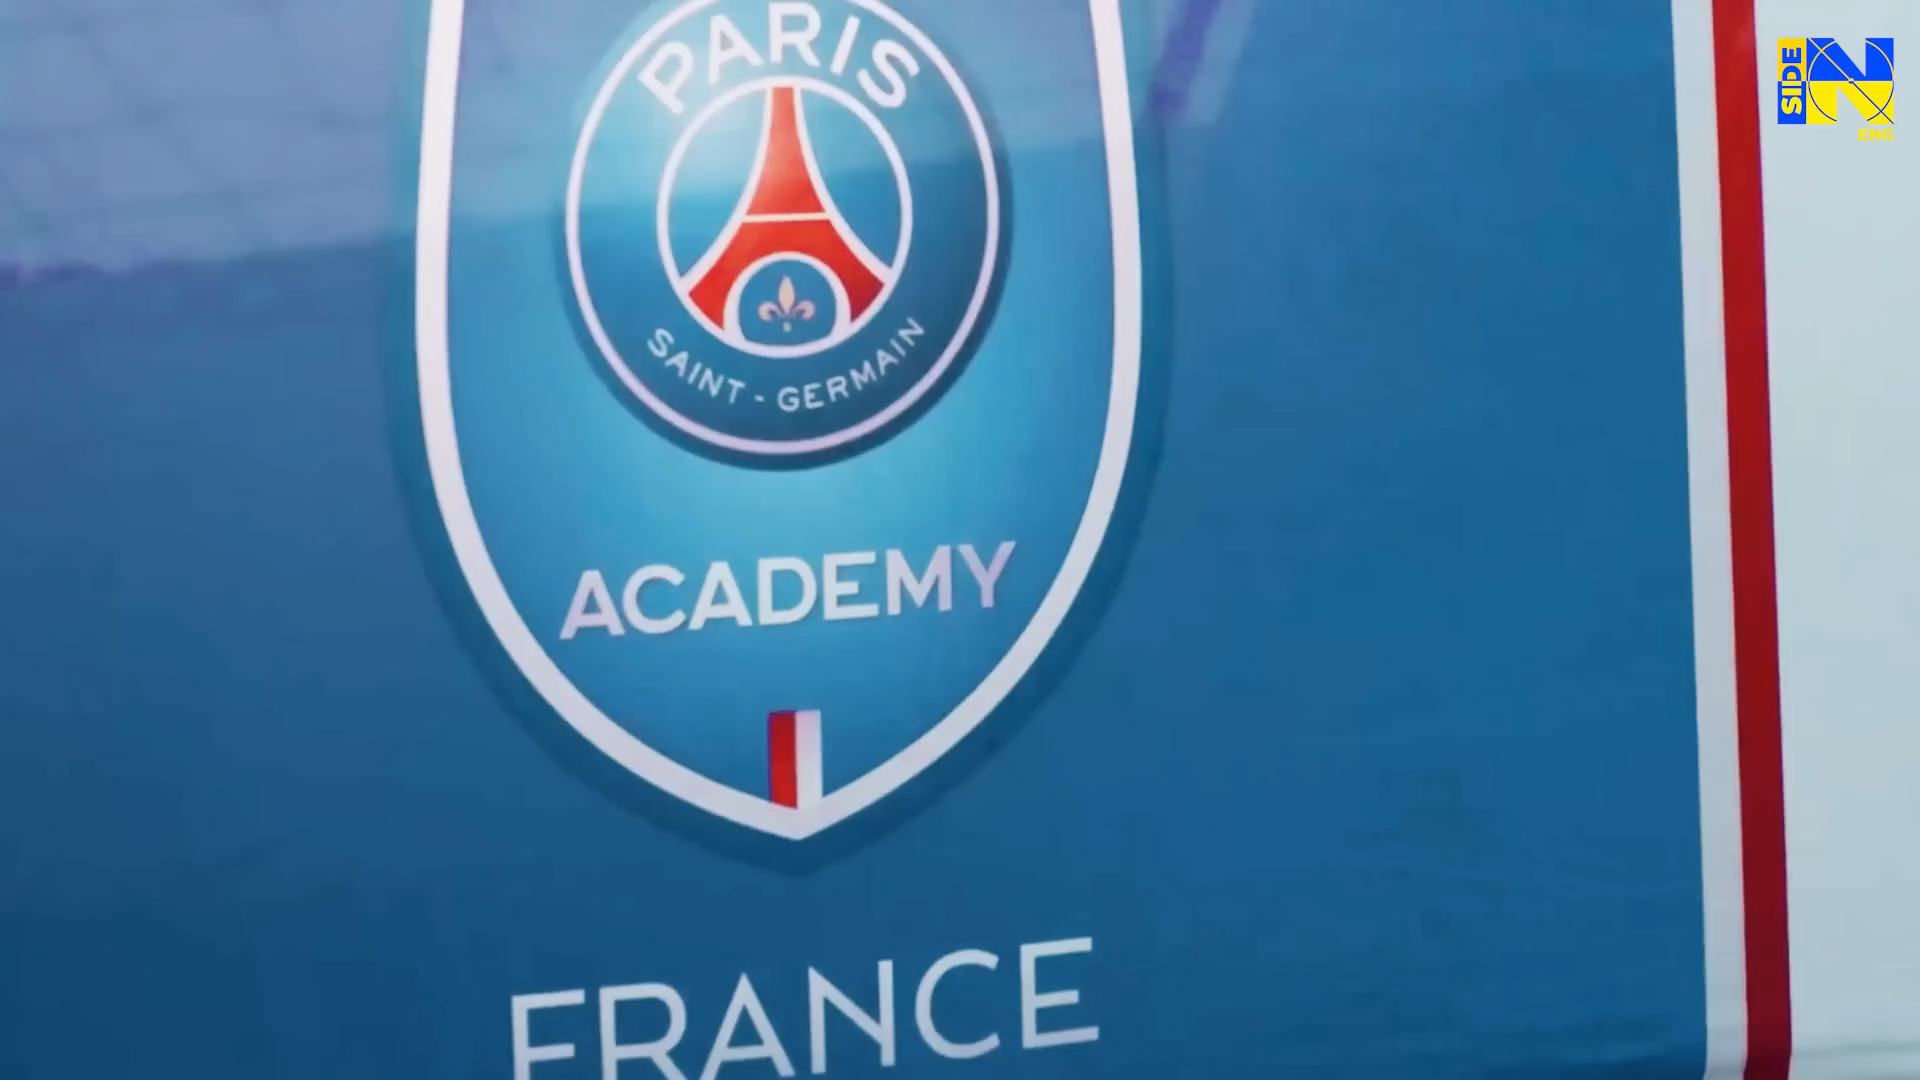 PARIS
SAINT - GERMAIN
ACADEMY
FRANCE
SIDE
N
ENG